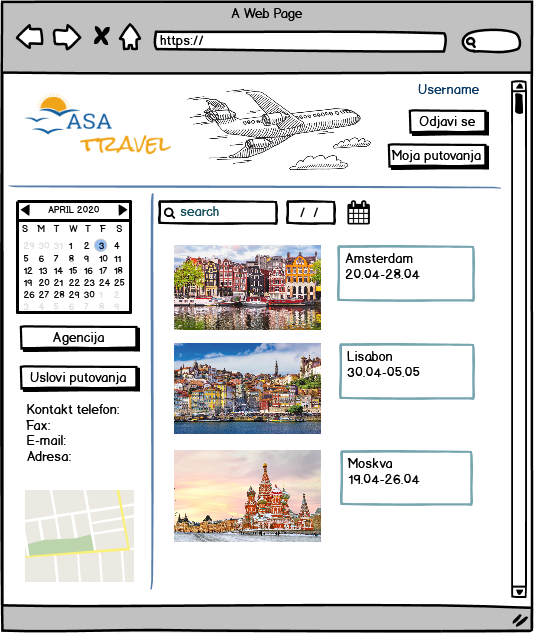 A Web Page
https://
Username
ASA
TRAVEL
Odjavi se
Moja putovanja
APRIL 2020
S M T W T F S
29 30 31 1 2 3 4
5 6 7 8 9 10 11
12 13 14 15 16 17 18
19 20 21 22 23 24 25
26 27 28 29 30 1 2
3 4 5 6 7 8 9
search
/ /
Amsterdam
20.04-28.04
Agencija
Uslovi putovanja
Lisabon
30.04-05.05
Kontakt telefon:
Fax:
E-mail:
Adresa:
Moskva
19.04-26.04